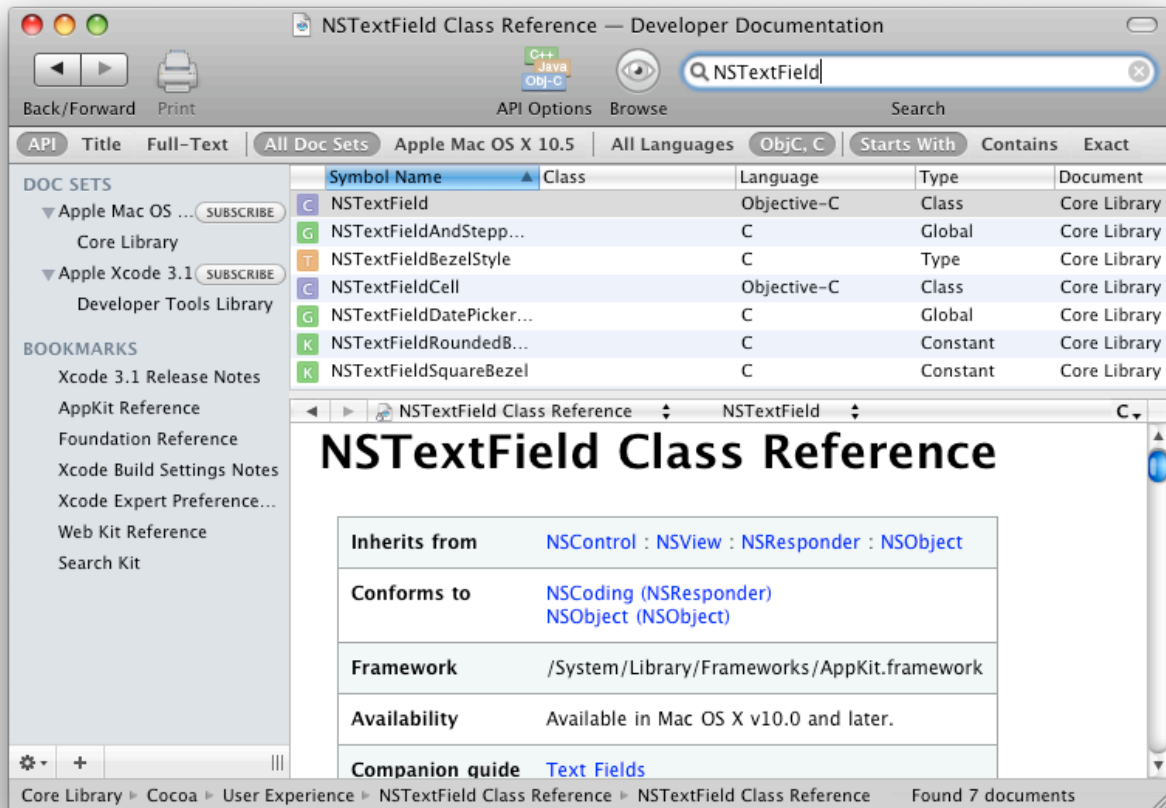 NSTextField Class Reference — Developer Documentation
C++
Java
Obj-C
NSTextField
Back/Forward Print API Options Browse Search
API Title Full-Text All Doc Sets Apple Mac OS X 10.5 All Languages ObjC, C Starts With Contains Exact
DOC SETS
Apple Mac OS ... SUBSCRIBE
Core Library
Apple Xcode 3.1 SUBSCRIBE
Developer Tools Library
BOOKMARKS
Xcode 3.1 Release Notes
AppKit Reference
Foundation Reference
Xcode Build Settings Notes
Xcode Expert Preference...
Web Kit Reference
Search Kit
Symbol Name Class Language Type Document
C NSTextField Objective-C Class Core Library
G NSTextFieldAndStepp... C Global Core Library
T NSTextFieldBezelStyle C Type Core Library
C NSTextFieldCell Objective-C Class Core Library
G NSTextFieldDatePicker... C Global Core Library
K NSTextFieldRoundedB... C Constant Core Library
K NSTextFieldSquareBezel C Constant Core Library
NSTextField Class Reference NSTextField C
NSTextField Class Reference
Inherits from NSControl : NSView : NSResponder : NSObject
Conforms to NSCoding (NSResponder)
NSObject (NSObject)
Framework /System/Library/Frameworks/AppKit.framework
Availability Available in Mac OS X v10.0 and later.
Companion guide Text Fields
Core Library Cocoa User Experience NSTextField Class Reference NSTextField Class Reference Found 7 documents